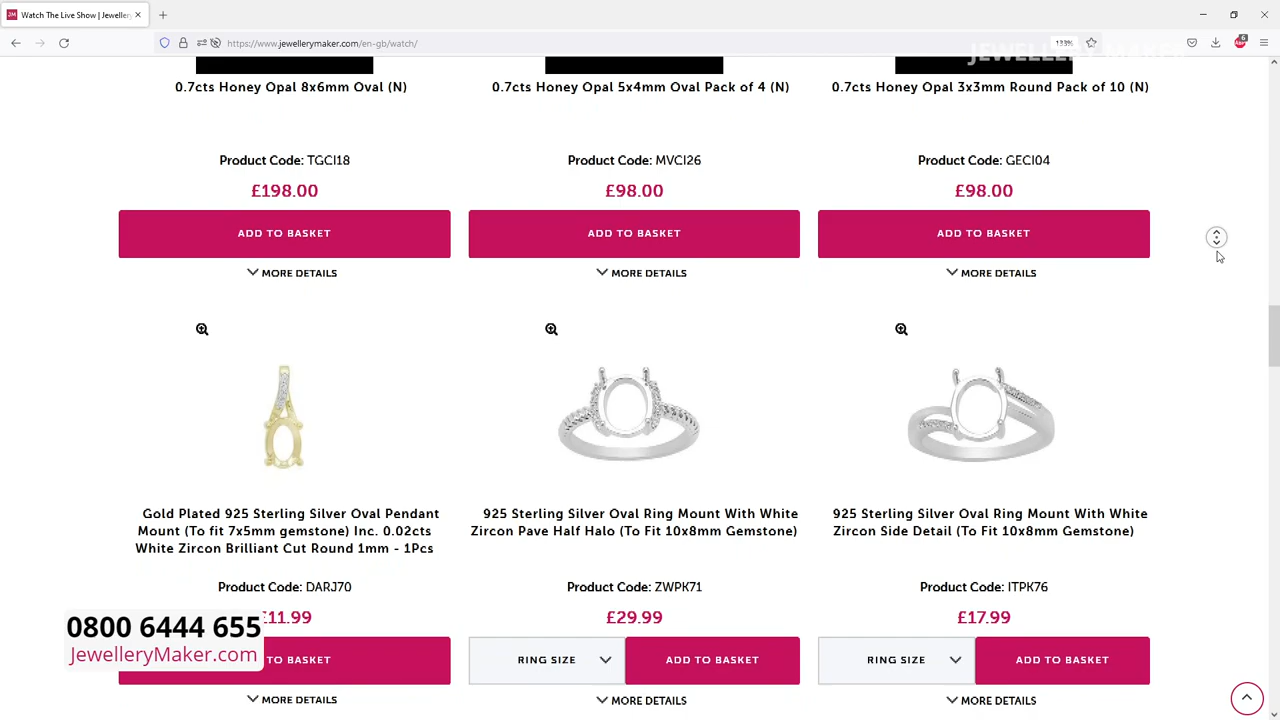 Watch The Live Show | Jeweller
https://www.jewellerymaker.com/en-gb/watch/
133%
6
JEWELLERY MAKER
0.7cts Honey Opal 8x6mm Oval (N)
0.7cts Honey Opal 5x4mm Oval Pack of 4 (N)
0.7cts Honey Opal 3x3mm Round Pack of 10 (N)
Product Code: TGCI18
Product Code: MVCI26
Product Code: GECI04
£198.00
£98.00
£98.00
ADD TO BASKET
ADD TO BASKET
ADD TO BASKET
MORE DETAILS
MORE DETAILS
MORE DETAILS
Gold Plated 925 Sterling Silver Oval Pendant
Mount (To fit 7x5mm gemstone) Inc. 0.02cts
White Zircon Brilliant Cut Round 1mm - 1Pcs
925 Sterling Silver Oval Ring Mount With White
Zircon Pave Half Halo (To Fit 10x8mm Gemstone)
925 Sterling Silver Oval Ring Mount With White
Zircon Side Detail (To Fit 10x8mm Gemstone)
Product Code: DARJ70
Product Code: ZWPK71
Product Code: ITPK76
£11.99
£29.99
£17.99
0800 6444 655
JewelleryMaker.com
TO BASKET
RING SIZE
ADD TO BASKET
RING SIZE
ADD TO BASKET
MORE DETAILS
MORE DETAILS
MORE DETAILS